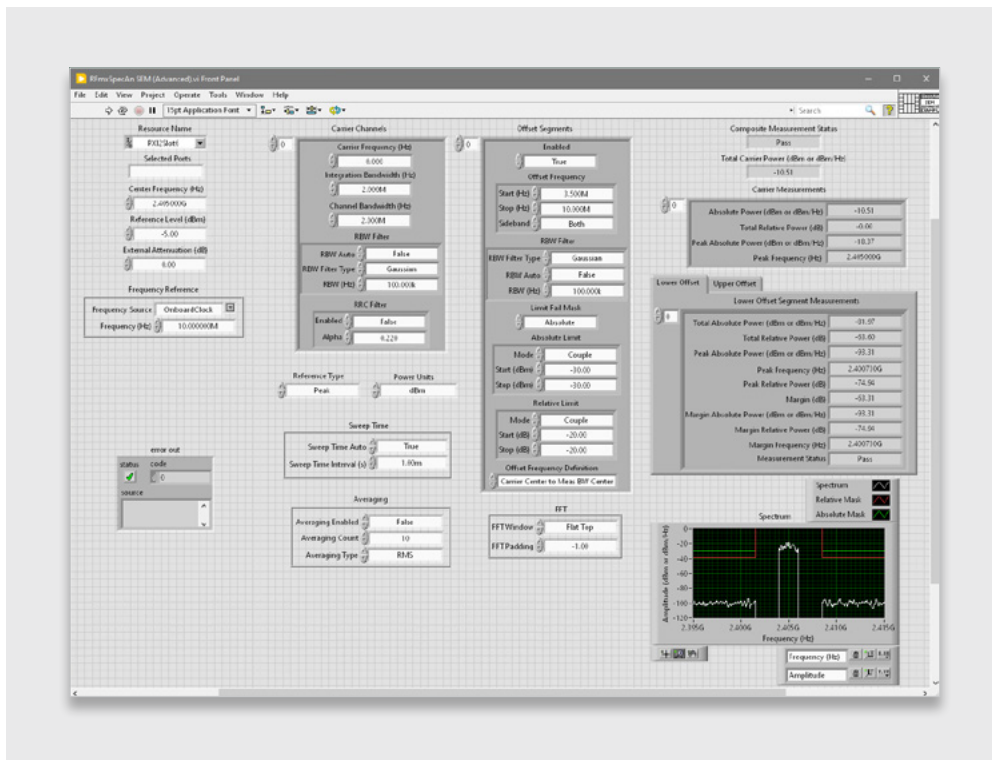 RFmxSpecAn SEM (Advanced).vi Front Panel
File Edit View Project Operate Tools Window Help
15pt Application Font
Search
SEM
Resource Name
Selected Ports
Center Frequency (Hz)
2.405000G
Reference Level (dBm)
-5.00
External Attenuation (dB)
0.00
Frequency Reference
Frequency Source OnboardClock
Frequency (Hz) 10.000000M
error out
status code
0
source
Carrier Channels
0
Carrier Frequency (Hz)
0.000
Integration Bandwidth (Hz)
2.000M
Channel Bandwidth (Hz)
2.300M
RBW Filter
RBW Auto False
RBW Filter Type Gaussian
RBW (Hz) 100.000k
RRC Filter
Enabled False
Alpha 0.220
Reference Type Power Units
Peak dBm
Sweep Time
Sweep Time Auto True
Sweep Time Interval (s) 1.00m
Averaging
Averaging Enabled False
Averaging Count 10
Averaging Type RMS
Offset Segments
0
Enabled
True
Offset Frequency
Start (Hz) 3.500M
Stop (Hz) 10.000M
Sideband Both
RBW Filter
RBW Filter Type Gaussian
RBW Auto False
RBW (Hz) 100.000k
Limit Fail Mask
Absolute
Absolute Limit
Mode Couple
Start (dBm) -30.00
Stop (dBm) -30.00
Relative Limit
Mode Couple
Start (dB) -20.00
Stop (dB) -20.00
Offset Frequency Definition
Carrier Center to Meas BW Center
FFT
FFT Window Flat Top
FFT Padding -1.00
Composite Measurement Status
Pass
Total Carrier Power (dBm or dBm/Hz)
-10.51
Carrier Measurements
0
Absolute Power (dBm or dBm/Hz) -10.51
Total Relative Power (dB) -0.00
Peak Absolute Power (dBm or dBm/Hz) -18.37
Peak Frequency (Hz) 2.405000G
Lower Offset Upper Offset
Lower Offset Segment Measurements
0
Total Absolute Power (dBm or dBm/Hz) -81.97
Total Relative Power (dB) -63.60
Peak Absolute Power (dBm or dBm/Hz) -93.31
Peak Frequency (Hz)
Peak Relative Power (dB) -74.94
Margin (dB) -63.31
Margin Absolute Power (dBm or dBm/Hz) -93.31
Margin Relative Power (dB) -74.94
Margin Frequency (Hz)
Measurement Status Pass
Spectrum
Relative Mask
Absolute Mask
Spectrum
Amplitude (dBm or dBm/Hz)
0
-20
-40
-60
-80
-100
-120
2.395G 2.400G 2.405G 2.410G 2.415G
Frequency (Hz)
Frequency (Hz)
Amplitude